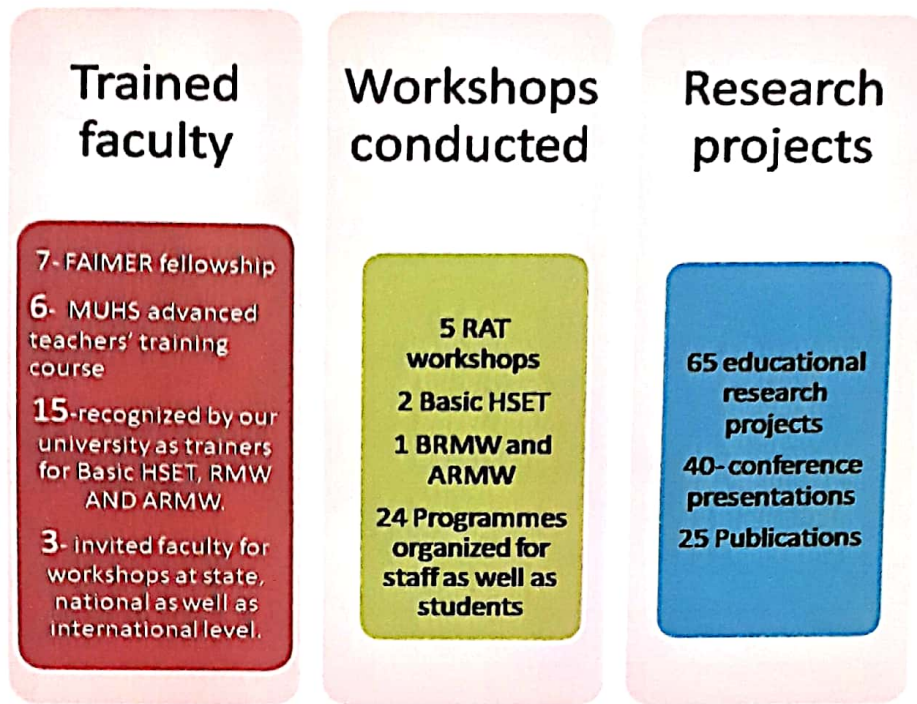 Trained
faculty
7- FAIMER fellowship
6- MUHS advanced
teachers' training
course
15-recognized by our
university as trainers
for Basic HSET, RMW
AND ARMW.
3- invited faculty for
workshops at state,
national as well as
international level.
Workshops
conducted
5 RAT
workshops
2 Basic HSET
1 BRMW and
ARMW
24 Programmes
organized for
staff as well as
students
Research
projects
65 educational
research
projects
40-conference
presentations
25 Publications